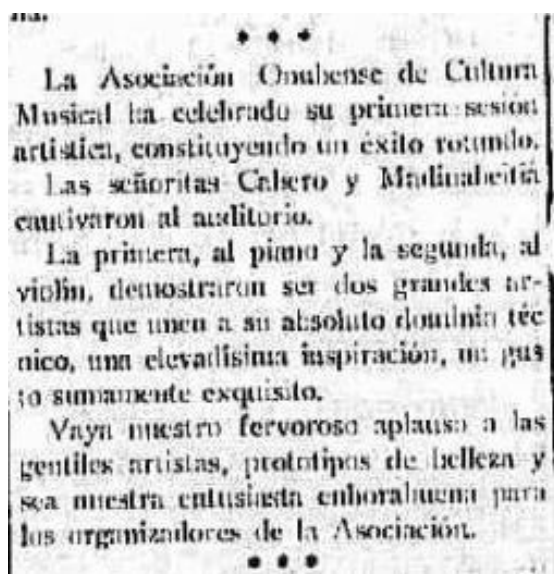 * * *
La Asociación Onubense de Cultura
Musical ha celebrado su primera sesión
artística, constituyendo un éxito rotundo.
Las señoritas Calero y Madinabeitia
cautivaron al auditorio.
La primera, al piano y la segunda, al
violín, demostraron ser dos grandes ar-
tistas que unen a su absoluto dominio téc
nico, una elevadísima inspiración, un gus
to sumamente exquisito.
Vaya nuestro fervoroso aplauso a las
gentiles artistas, prototipos de belleza y
sea nuestra entusiasta enhorabuena para
los organizadores de la Asociación.
* * *